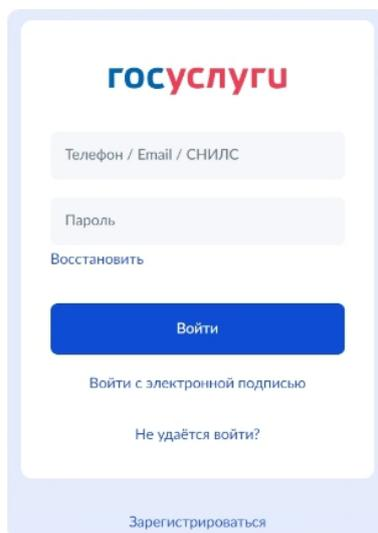 госуслуги
Телефон / Email / СНИЛС
Пароль
Восстановить
Войти
Войти с электронной подписью
Не удаётся войти?
Зарегистрироваться